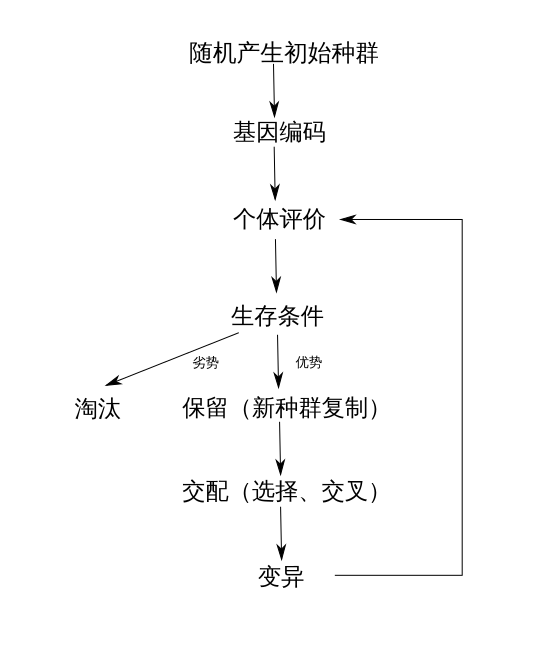 随机产生初始种群
基因编码
个体评价
生存条件
劣势
优势
淘汰
保留（新种群复制）
交配（选择、交叉）
变异